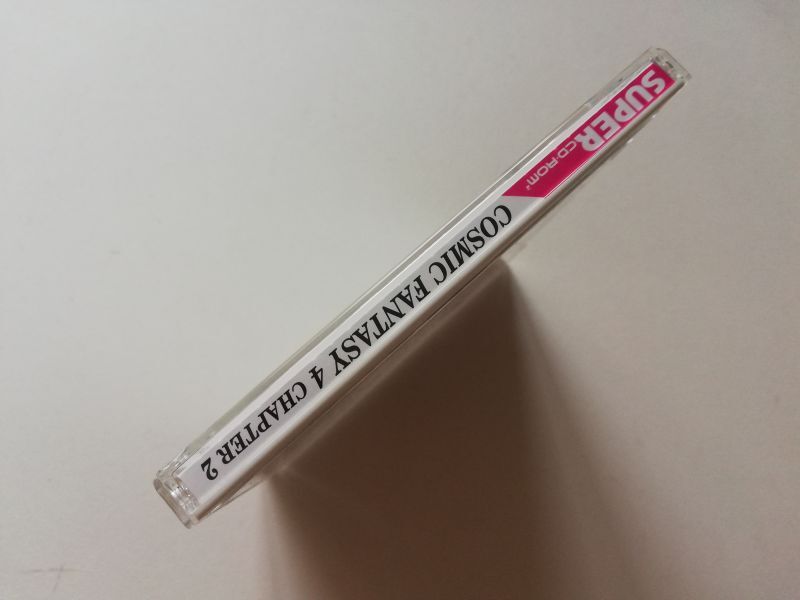 SUPER
CD-ROM²
COSMIC FANTASY 4 CHAPTER 2